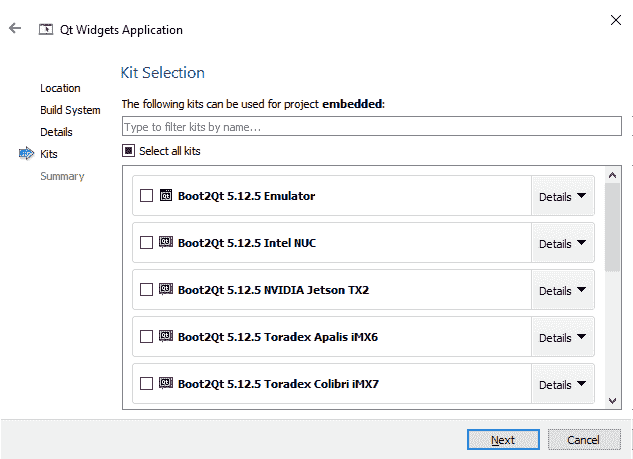 Qt Widgets Application
Kit Selection
Location
The following kits can be used for project embedded:
Build System
Type to filter kits by name...
Details
Select all kits
Kits
Summary
Boot2Qt 5.12.5 Emulator Details
Boot2Qt 5.12.5 Intel NUC Details
Boot2Qt 5.12.5 NVIDIA Jetson TX2 Details
Boot2Qt 5.12.5 Toradex Apalis iMX6 Details
Boot2Qt 5.12.5 Toradex Colibri iMX7 Details
Next Cancel